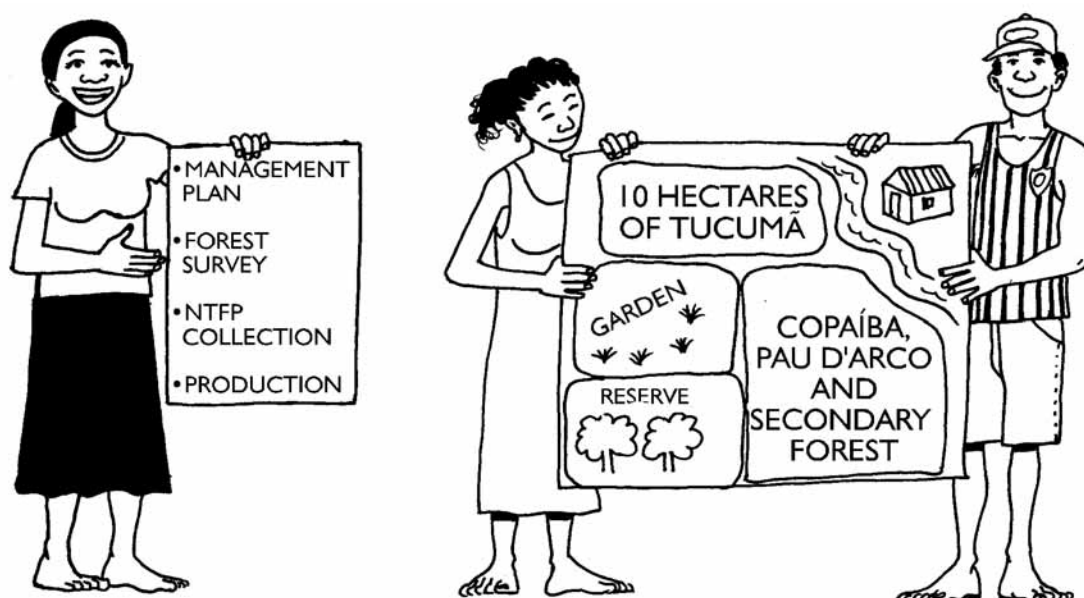 • MANAGEMENT
PLAN
• FOREST
SURVEY
• NTFP
COLLECTION
• PRODUCTION
10 HECTARES
OF TUCUMÃ
GARDEN
RESERVE
COPAÍBA,
PAU D'ARCO
AND
SECONDARY
FOREST